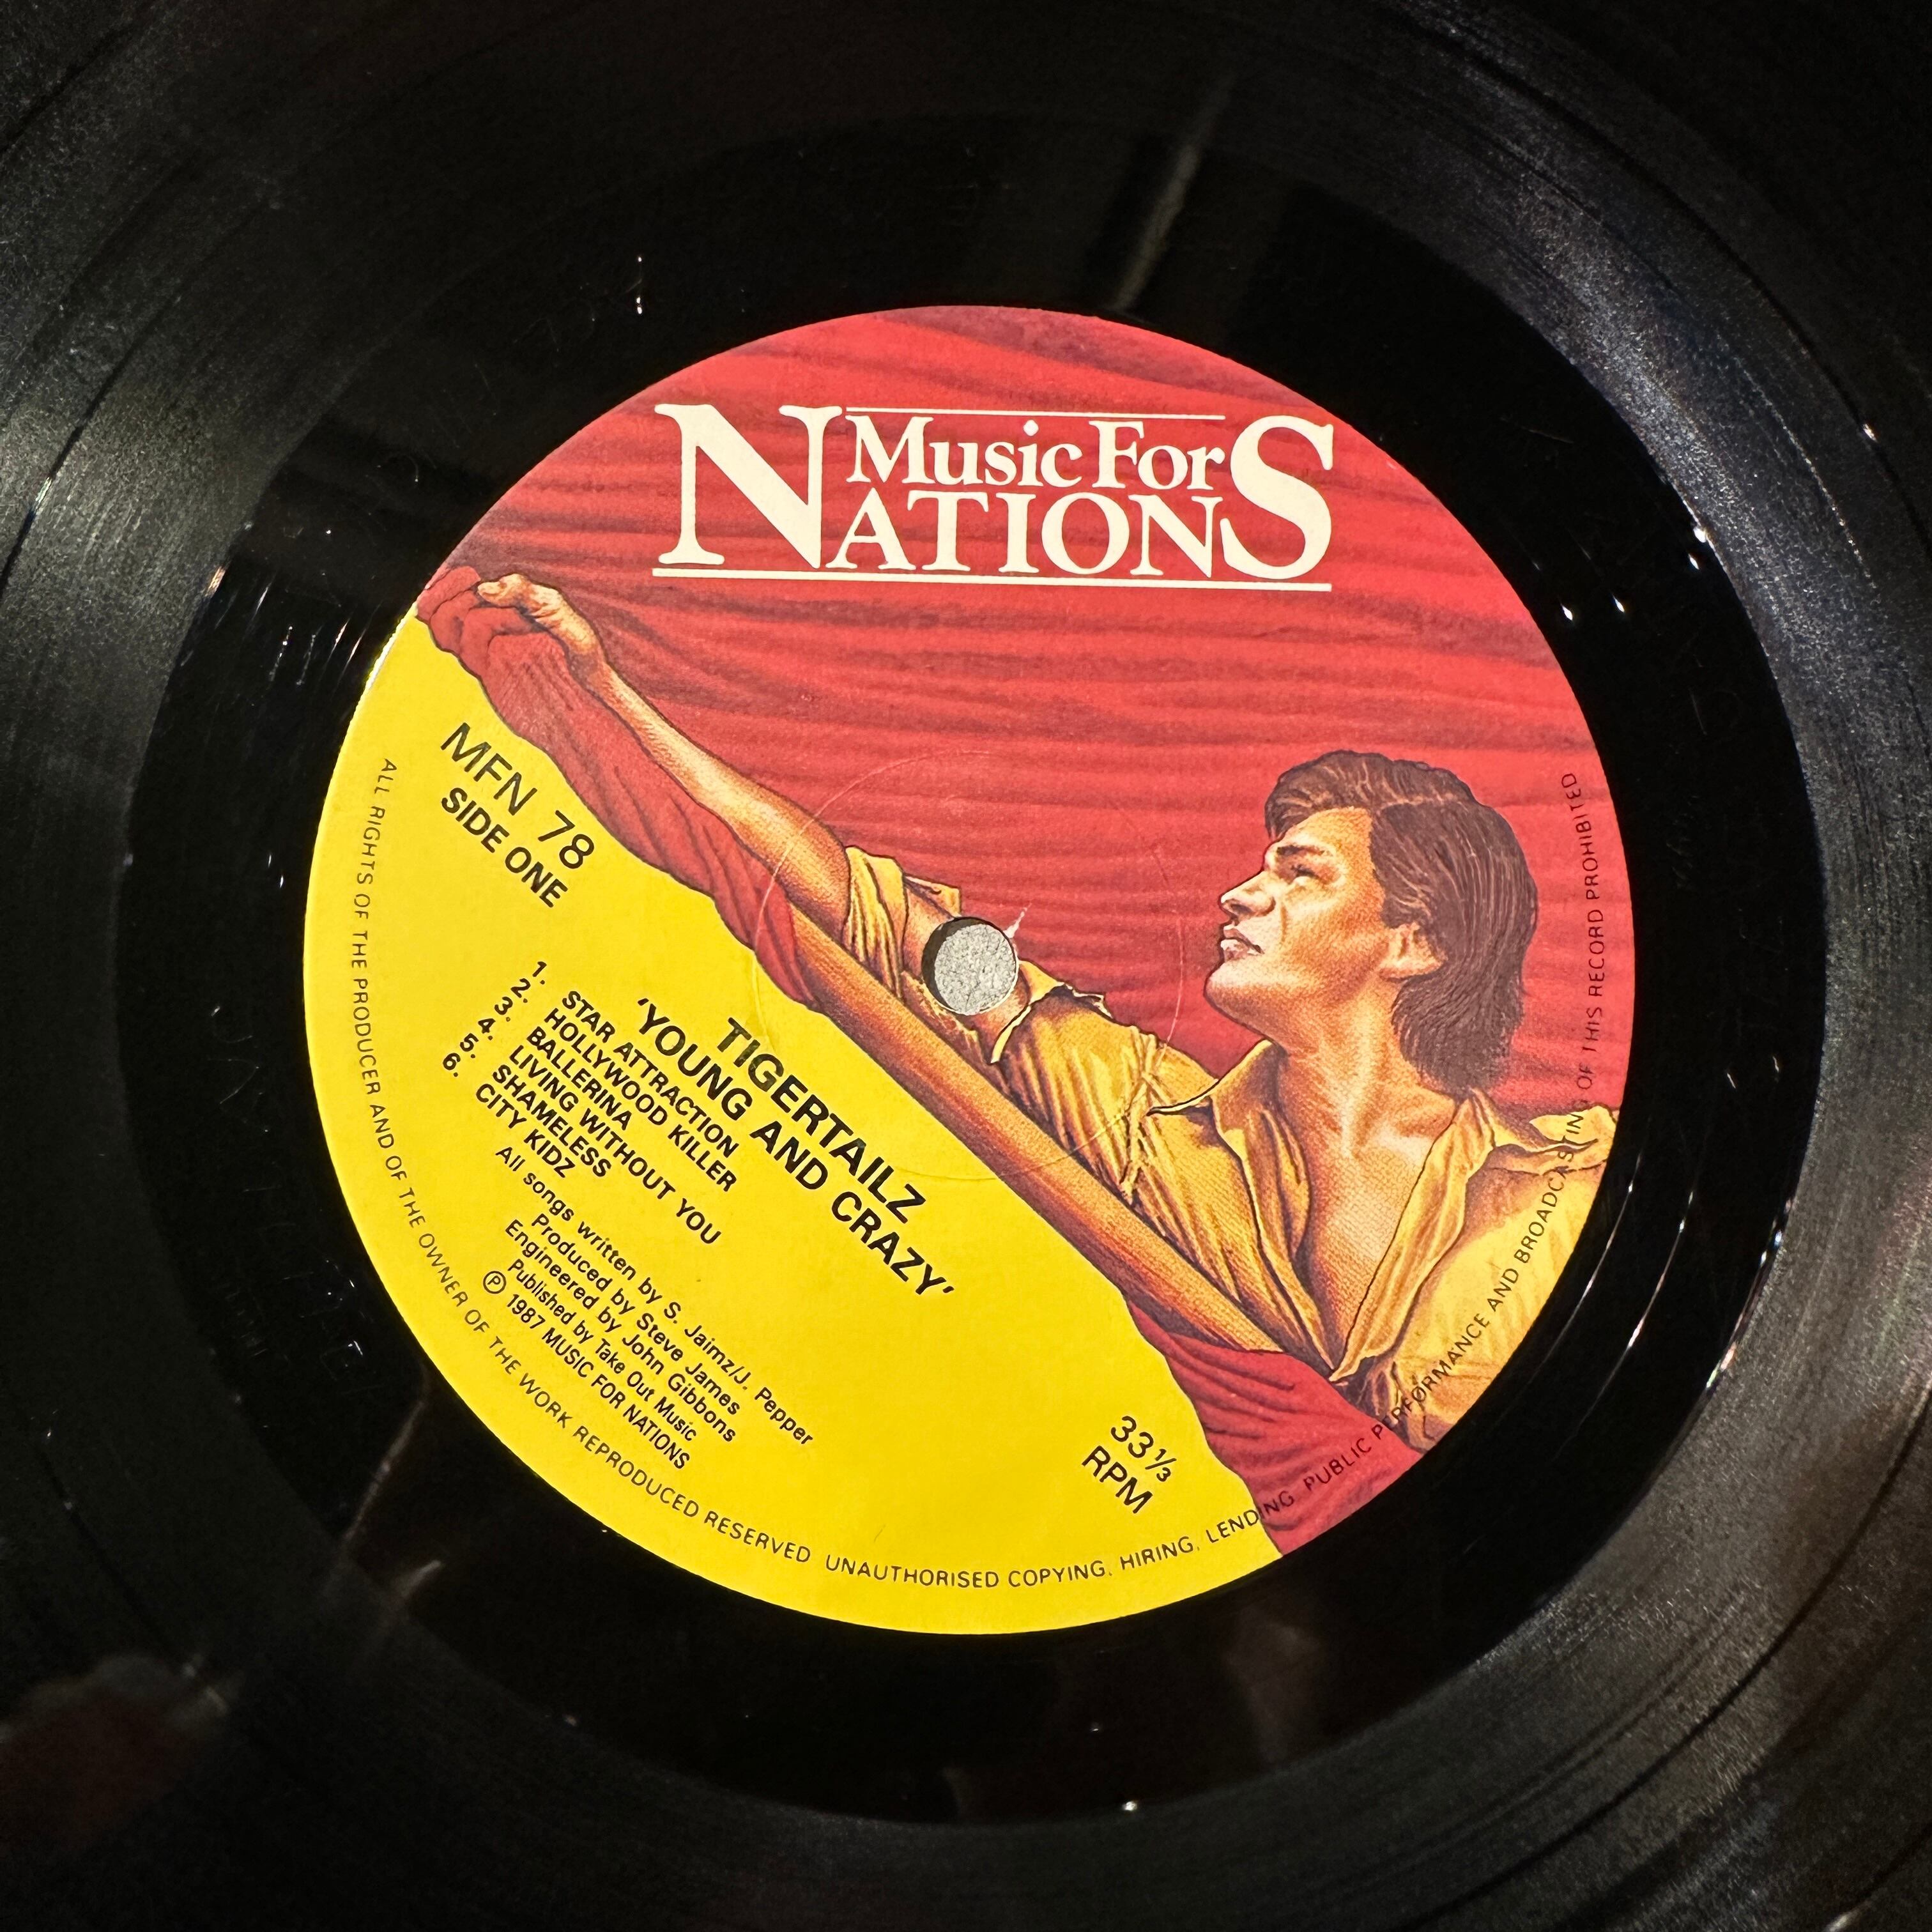 Music For
NATIONS
MFN 78
SIDE ONE
TIGERTAILZ
'YOUNG AND CRAZY'
1. STAR ATTRACTION
2. HOLLYWOOD KILLER
3. BALLERINA
4. LIVING WITHOUT YOU
5. SHAMELESS
6. CITY KIDZ
All songs written by S. Jaimz/J. Pepper
Produced by Steve James
Engineered by John Gibbons
Published by Take Out Music
Ⓟ 1987 MUSIC FOR NATIONS
33⅓
RPM
ALL RIGHTS OF THE PRODUCER AND OF THE OWNER OF THE WORK REPRODUCED RESERVED UNAUTHORISED COPYING, HIRING, LENDING PUBLIC PERFORMANCE AND BROADCASTING OF THIS RECORD PROHIBITED